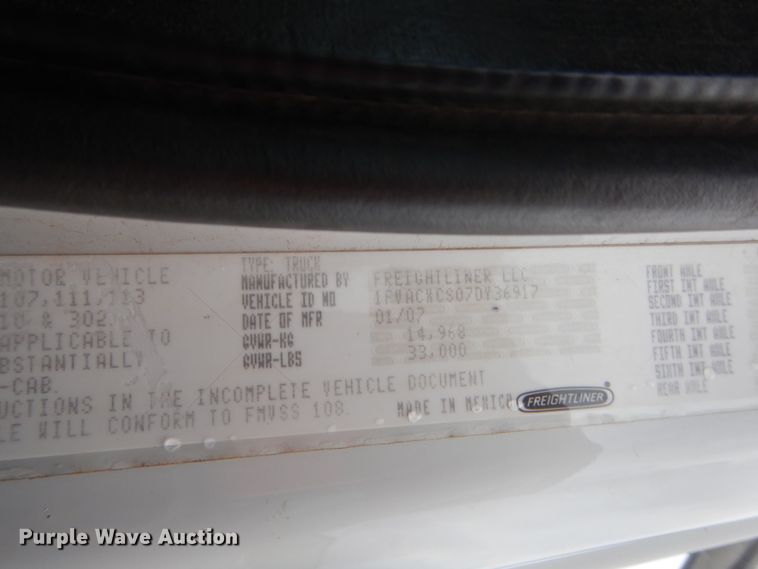 MOTOR VEHICLE
107, 111, 113
10 & 302.
APPLICABLE TO
BSTANTIALLY
-CAB.
TYPE: TRUCK
MANUFACTURED BY FREIGHTLINER LLC
VEHICLE ID NO 1FVACXCS07DY36917
DATE OF MFR 01/07
GVWR-KG 14,968
GVWR-LBS 33,000
FRONT AXLE
FIRST INT AXLE
SECOND INT AXLE
THIRD INT AXLE
FOURTH INT AXLE
FIFTH INT AXLE
SIXTH INT AXLE
REAR AXLE
UCTIONS IN THE INCOMPLETE VEHICLE DOCUMENT
LE WILL CONFORM TO FMVSS 108. MADE IN MEXICO FREIGHTLINER
Purple Wave Auction